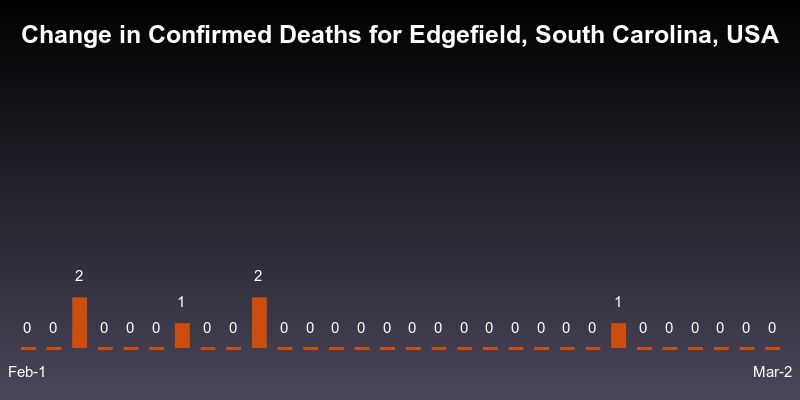 Change in Confirmed Deaths for Edgefield, South Carolina, USA
0 0 2 0 0 0 1 0 0 2 0 0 0 0 0 0 0 0 0 0 0 0 0 1 0 0 0 0 0 0
Feb-1 Mar-2